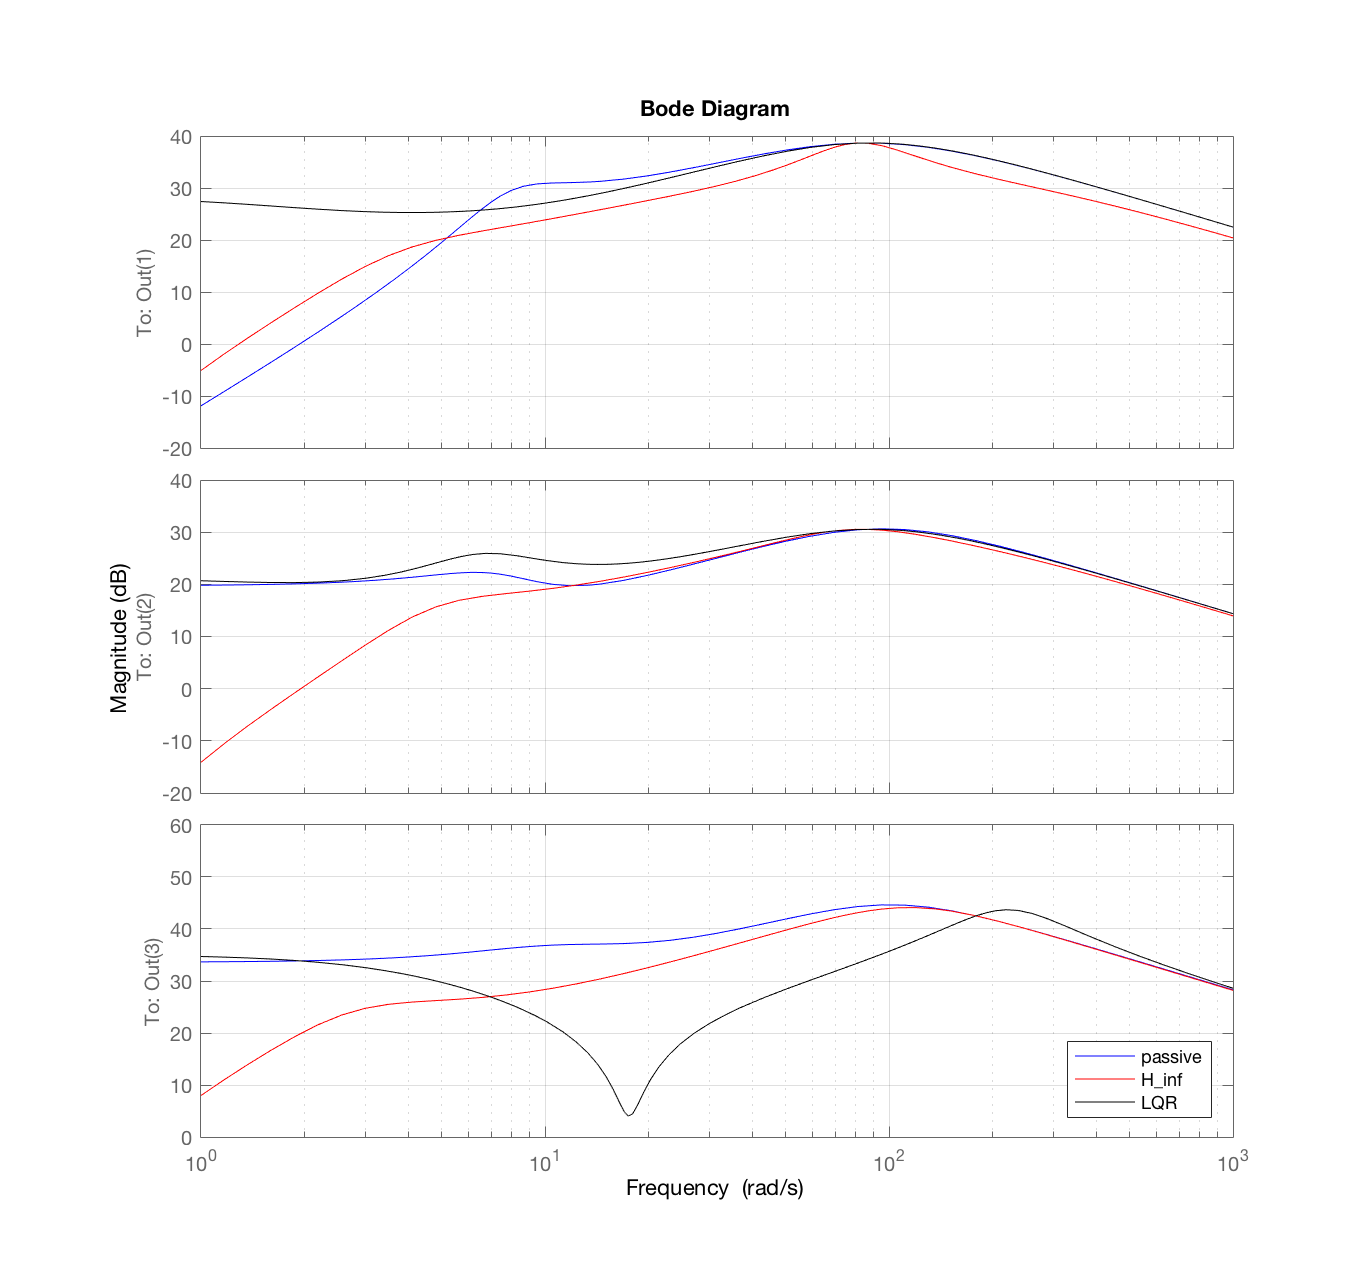 Bode Diagram
40
30
20
10
0
-10
-20
To: Out(1)
40
30
20
10
0
-10
-20
To: Out(2)
Magnitude (dB)
60
50
40
30
20
10
0
To: Out(3)
passive
H_inf
LQR
10^0
10^1
10^2
10^3
Frequency (rad/s)